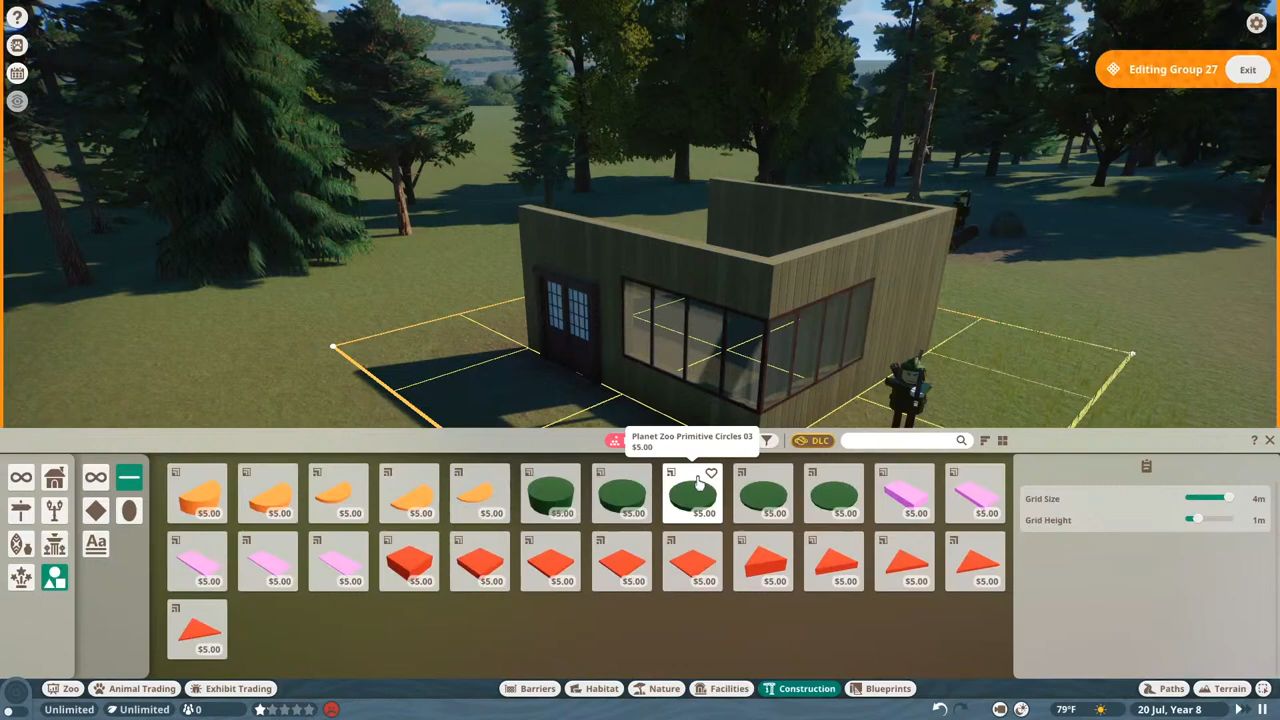 ?
Editing Group 27 Exit
Planet Zoo Primitive Circles 03
$5.00
DLC
?
$5.00 $5.00 $5.00 $5.00 $5.00 $5.00 $5.00 $5.00 $5.00 $5.00 $5.00 $5.00
Grid Size 4m
Grid Height 1m
Aa
$5.00 $5.00 $5.00 $5.00 $5.00 $5.00 $5.00 $5.00 $5.00 $5.00 $5.00 $5.00
$5.00
Zoo Animal Trading Exhibit Trading Barriers Habitat Nature Facilities Construction Blueprints Paths Terrain
Unlimited Unlimited 0 79°F 20 Jul, Year 8